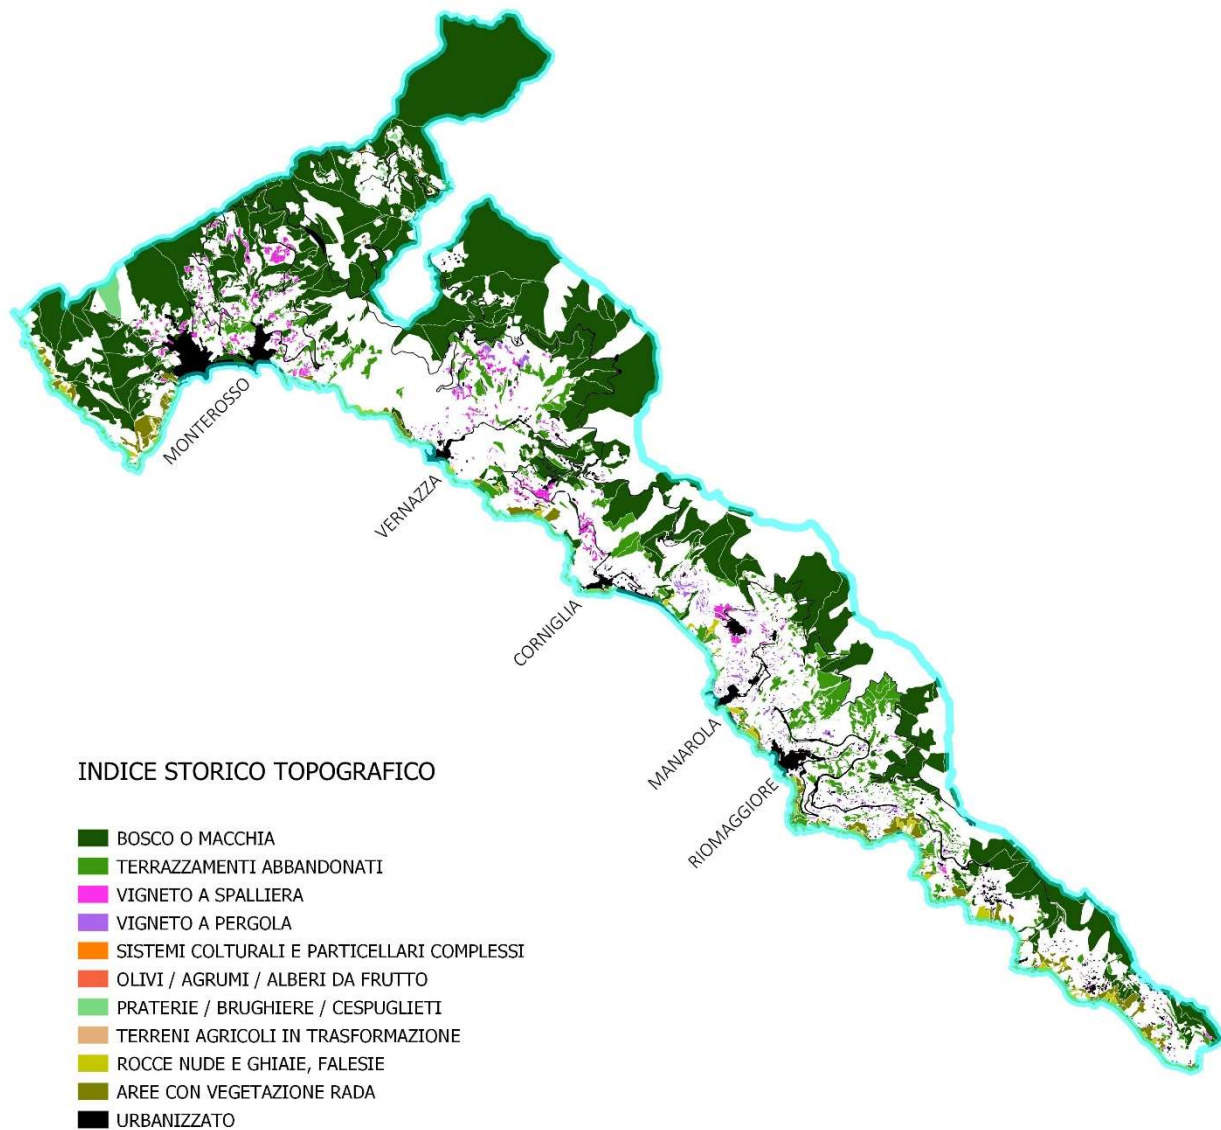 MONTEROSSO
VERNAZZA
CORNIGLIA
MANAROLA
RIOMAGGIORE
INDICE STORICO TOPOGRAFICO
BOSCO O MACCHIA
TERRAZZAMENTI ABBANDONATI
VIGNETO A SPALLIERA
VIGNETO A PERGOLA
SISTEMI COLTURALI E PARTICELLARI COMPLESSI
OLIVI / AGRUMI / ALBERI DA FRUTTO
PRATERIE / BRUGHIERE / CESPUGLIETI
TERRENI AGRICOLI IN TRASFORMAZIONE
ROCCE NUDE E GHIAIE, FALESIE
AREE CON VEGETAZIONE RADA
URBANIZZATO